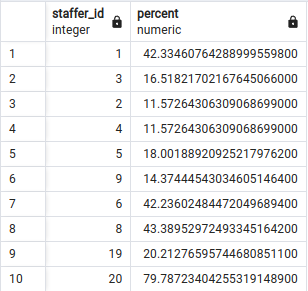 staffer_id percent
integer numeric
1 1 42.33460764288999559800
2 3 16.51821702167645066000
3 2 11.57264306309068699000
4 4 11.57264306309068699000
5 5 18.00188920925217976200
6 9 14.37444543034605146400
7 6 42.23602484472049689400
8 8 43.38952972493345164200
9 19 20.21276595744680851100
10 20 79.78723404255319148900